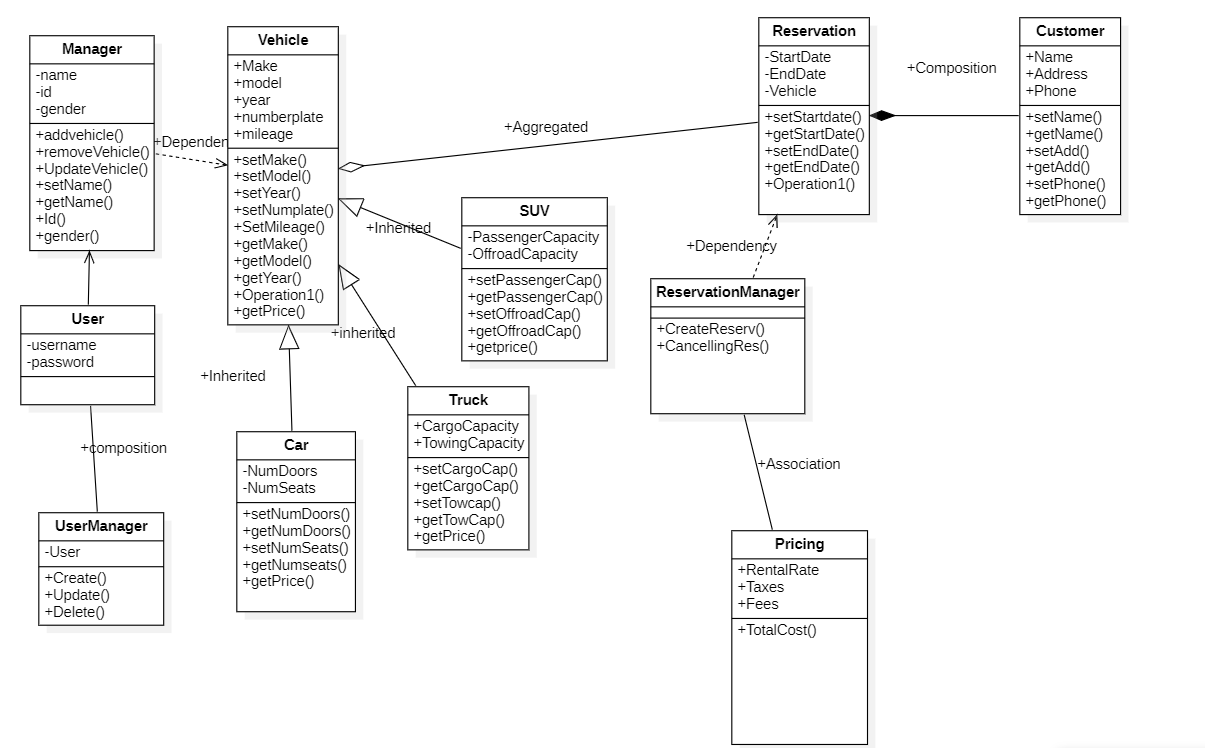 Manager
-name
-id
-gender
+addvehicle()
+removeVehicle()
+UpdateVehicle()
+setName()
+getName()
+Id()
+gender()
+Dependen
Vehicle
+Make
+model
+year
+numberplate
+mileage
+setMake()
+setModel()
+setYear()
+setNumplate()
+SetMileage()
+getMake()
+getModel()
+getYear()
+Operation1()
+getPrice()
+Aggregated
Reservation
-StartDate
-EndDate
-Vehicle
+setStartdate()
+getStartDate()
+setEndDate()
+getEndDate()
+Operation1()
+Composition
Customer
+Name
+Address
+Phone
+setName()
+getName()
+setAdd()
+getAdd()
+setPhone()
+getPhone()
+Inherited
SUV
-PassengerCapacity
-OffroadCapacity
+setPassengerCap()
+getPassengerCap()
+setOffroadCap()
+getOffroadCap()
+getprice()
+Dependency
ReservationManager
+CreateReserv()
+CancellingRes()
User
-username
-password
+inherited
+Inherited
Truck
+CargoCapacity
+TowingCapacity
+setCargoCap()
+getCargoCap()
+setTowcap()
+getTowCap()
+getPrice()
Car
-NumDoors
-NumSeats
+setNumDoors()
+getNumDoors()
+setNumSeats()
+getNumseats()
+getPrice()
+composition
UserManager
-User
+Create()
+Update()
+Delete()
+Association
Pricing
+RentalRate
+Taxes
+Fees
+TotalCost()